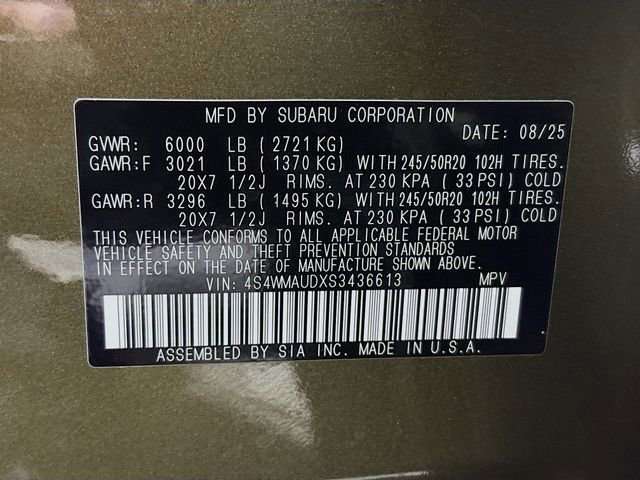 MFD BY SUBARU CORPORATION
DATE: 08/25
GVWR: 6000 LB (2721 KG)
GAWR:F 3021 LB (1370 KG) WITH 245/50R20 102H TIRES.
20X7 1/2J RIMS. AT 230 KPA (33 PSI) COLD
GAWR:R 3296 LB (1495 KG) WITH 245/50R20 102H TIRES.
20X7 1/2J RIMS. AT 230 KPA (33 PSI) COLD
THIS VEHICLE CONFORMS TO ALL APPLICABLE FEDERAL MOTOR
VEHICLE SAFETY AND THEFT PREVENTION STANDARDS
IN EFFECT ON THE DATE OF MANUFACTURE SHOWN ABOVE.
VIN: 4S4WMAUDXS3436613 MPV
ASSEMBLED BY SIA INC. MADE IN U.S.A.